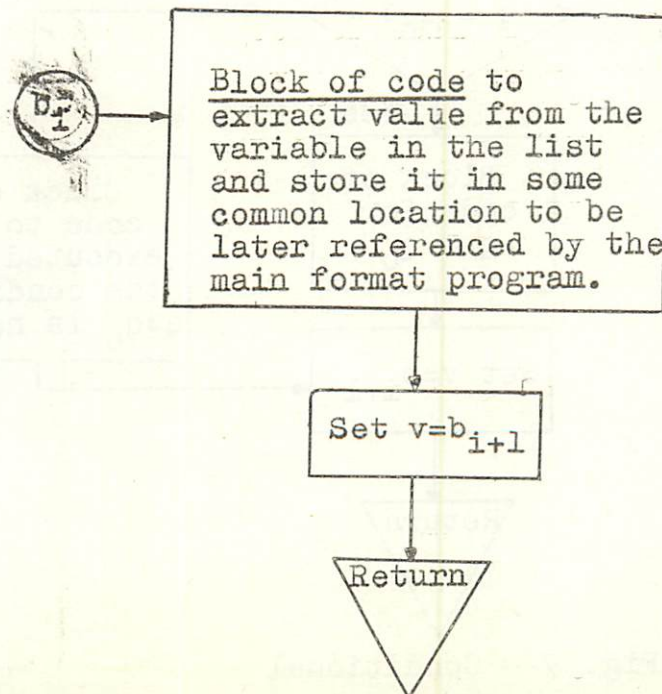 b_i
Block of code to
extract value from the
variable in the list
and store it in some
common location to be
later referenced by the
main format program.
Set v=b_{i+1}
Return